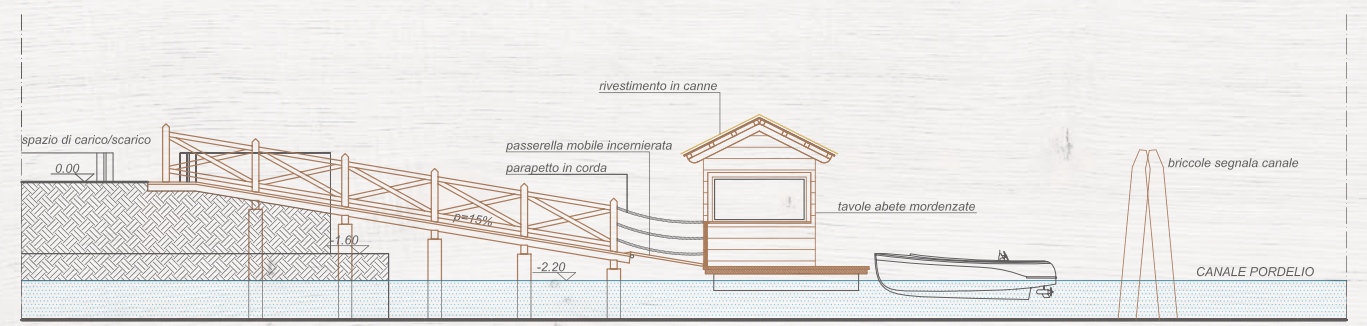 rivestimento in canne
spazio di carico/scarico
passerella mobile incernierata
parapetto in corda
briccole segnala canale
0.00
tavole abete mordenzate
p=15%
-1.60
-2.20
CANALE PORDELIO